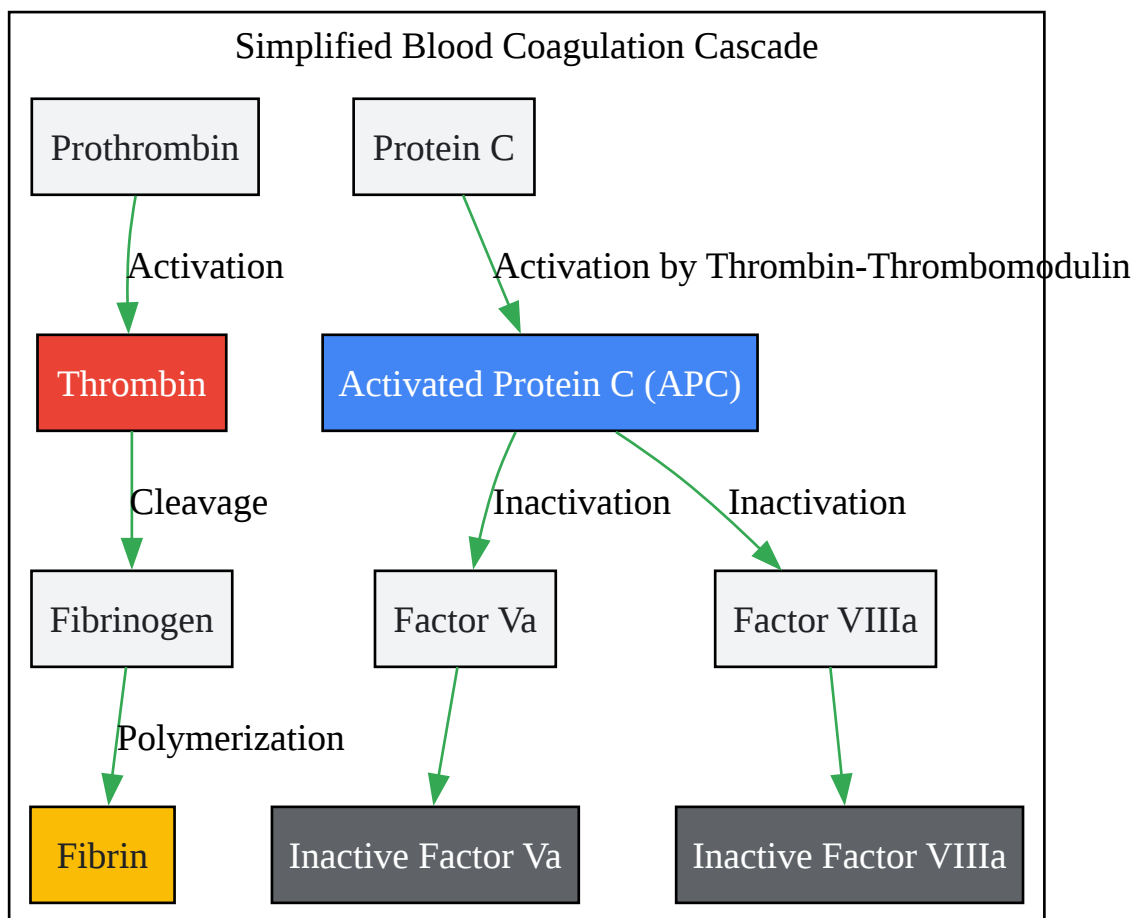 Simplified Blood Coagulation Cascade
Prothrombin
Protein C
Activation
Activation by Thrombin-Thrombomodulin
Thrombin
Activated Protein C (APC)
Cleavage
Inactivation
Inactivation
Fibrinogen
Factor Va
Factor VIIIa
Polymerization
Fibrin
Inactive Factor Va
Inactive Factor VIIIa